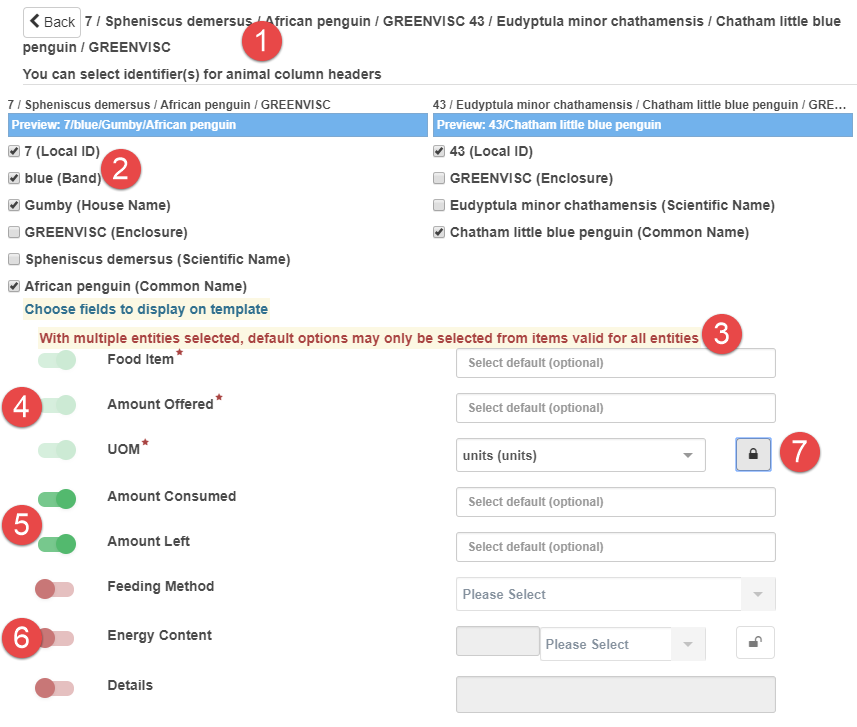 Back 7 / Spheniscus demersus / African penguin / GREENVISC 43 / Eudyptula minor chathamensis / Chatham little blue
penguin / GREENVISC
1
You can select identifier(s) for animal column headers
7 / Spheniscus demersus / African penguin / GREENVISC
Preview: 7/blue/Gumby/African penguin
7 (Local ID)
blue (Band)
2
Gumby (House Name)
GREENVISC (Enclosure)
Spheniscus demersus (Scientific Name)
African penguin (Common Name)
43 / Eudyptula minor chathamensis / Chatham little blue penguin / GRE...
Preview: 43/Chatham little blue penguin
43 (Local ID)
GREENVISC (Enclosure)
Eudyptula minor chathamensis (Scientific Name)
Chatham little blue penguin (Common Name)
Choose fields to display on template
With multiple entities selected, default options may only be selected from items valid for all entities
3
Food Item* Select default (optional)
4 Amount Offered* Select default (optional)
UOM* units (units) 7
Amount Consumed Select default (optional)
5
Amount Left Select default (optional)
Feeding Method Please Select
6 Energy Content Please Select
Details